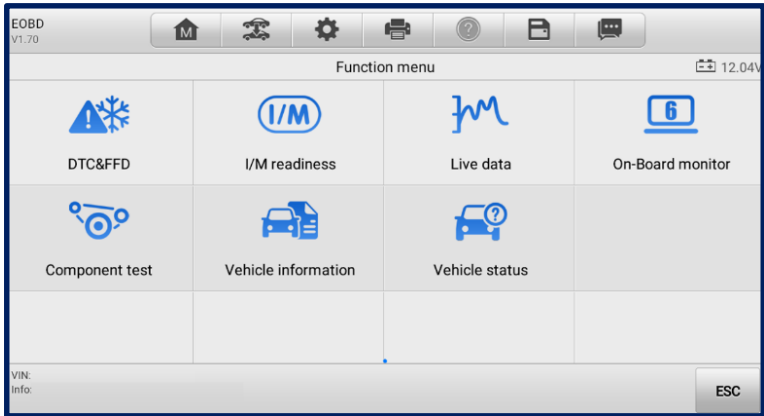 EOBD
V1.70
M
?
Function menu
12.04V
I/M
6
DTC&FFD
I/M readiness
Live data
On-Board monitor
?
Component test
Vehicle information
Vehicle status
VIN:
Info:
ESC